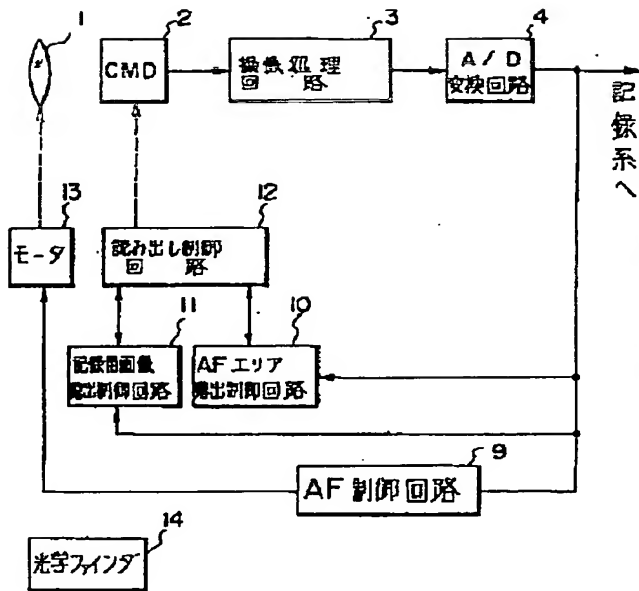 1
2
CMD
3
撮像処理
回路
4
A/D
変換回路
記録系へ
13
モータ
12
読み出し制御
回路
11
記録用画像
露出制御回路
10
AFエリア
露出制御回路
9
AF制御回路
14
光学ファインダ